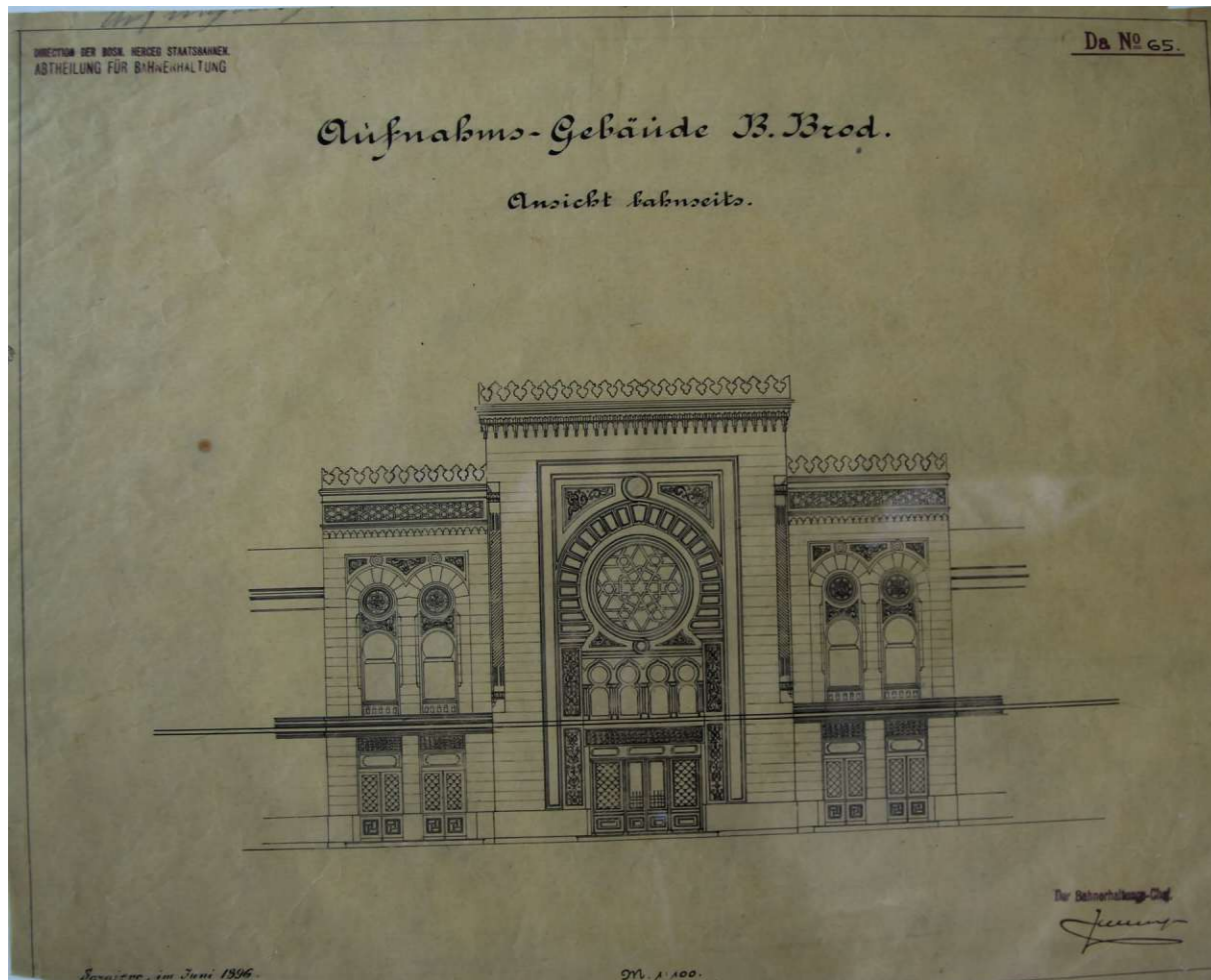 DIRECTION DER BOSN. HERCEG STAATSBAHNEN.
ABTHEILUNG FÜR BAHNERHALTUNG
Da Nº 65.
Aufnahms-Gebäude B. Brod.
Ansicht bahnseits.
Der Bahnerhaltungs-Chef
Sarajevo, im Juni 1896.
M. 1:100.